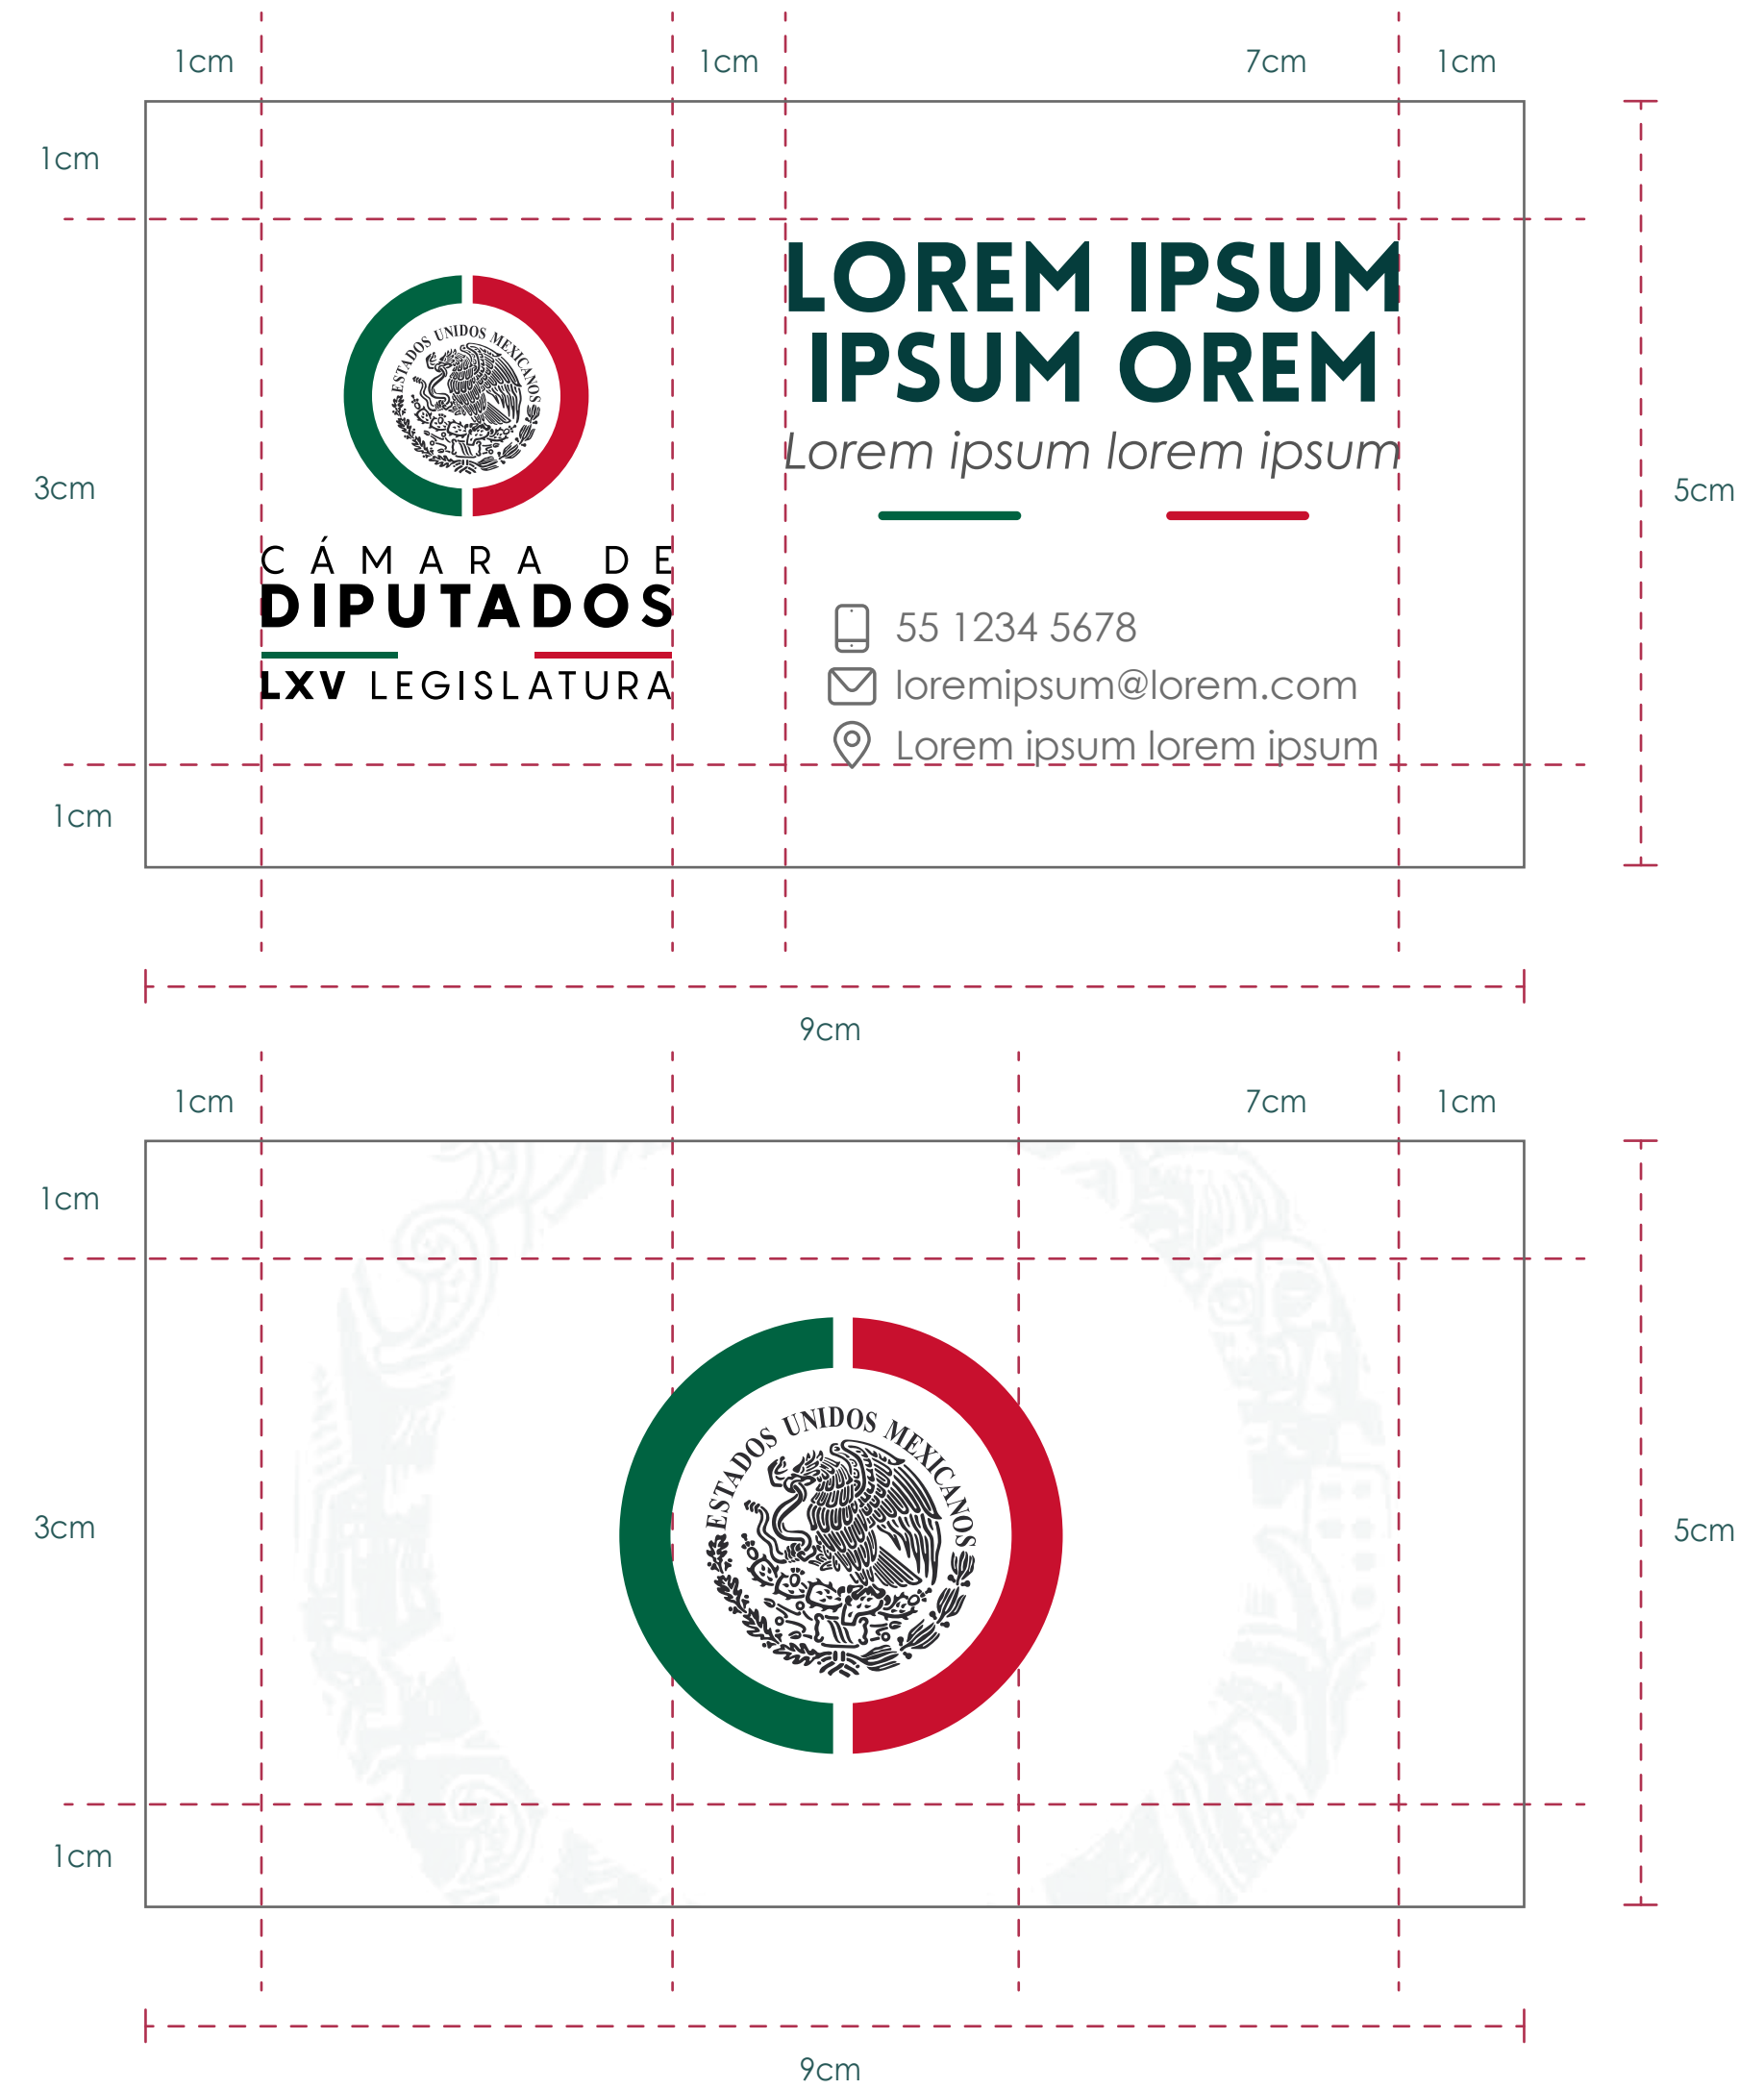 1cm 1cm 7cm 1cm
1cm
ESTADOS UNIDOS MEXICANOS
CÁMARA DE
DIPUTADOS
LXV LEGISLATURA
LOREM IPSUM
IPSUM OREM
Lorem ipsum lorem ipsum
55 1234 5678
loremipsum@lorem.com
Lorem ipsum lorem ipsum
3cm
5cm
1cm
9cm
1cm 7cm 1cm
1cm
ESTADOS UNIDOS MEXICANOS
3cm
5cm
1cm
9cm